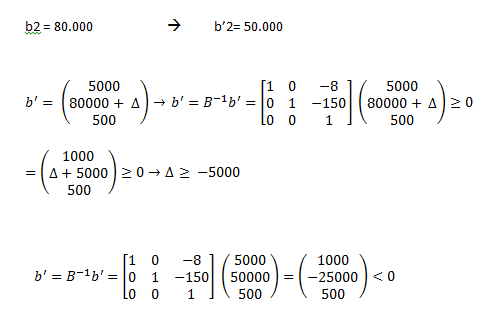 b2 = 80.000 → b’2= 50.000
b′ = ( 5000 80000 + Δ 500 ) → b′ = B⁻¹b′ = [ 1 0 −8 0 1 −150 0 0 1 ] ( 5000 80000 + Δ 500 ) ≥ 0
= ( 1000 Δ + 5000 500 ) ≥ 0 → Δ ≥ −5000
b′ = B⁻¹b′ = [ 1 0 −8 0 1 −150 0 0 1 ] ( 5000 50000 500 ) = ( 1000 −25000 500 ) < 0